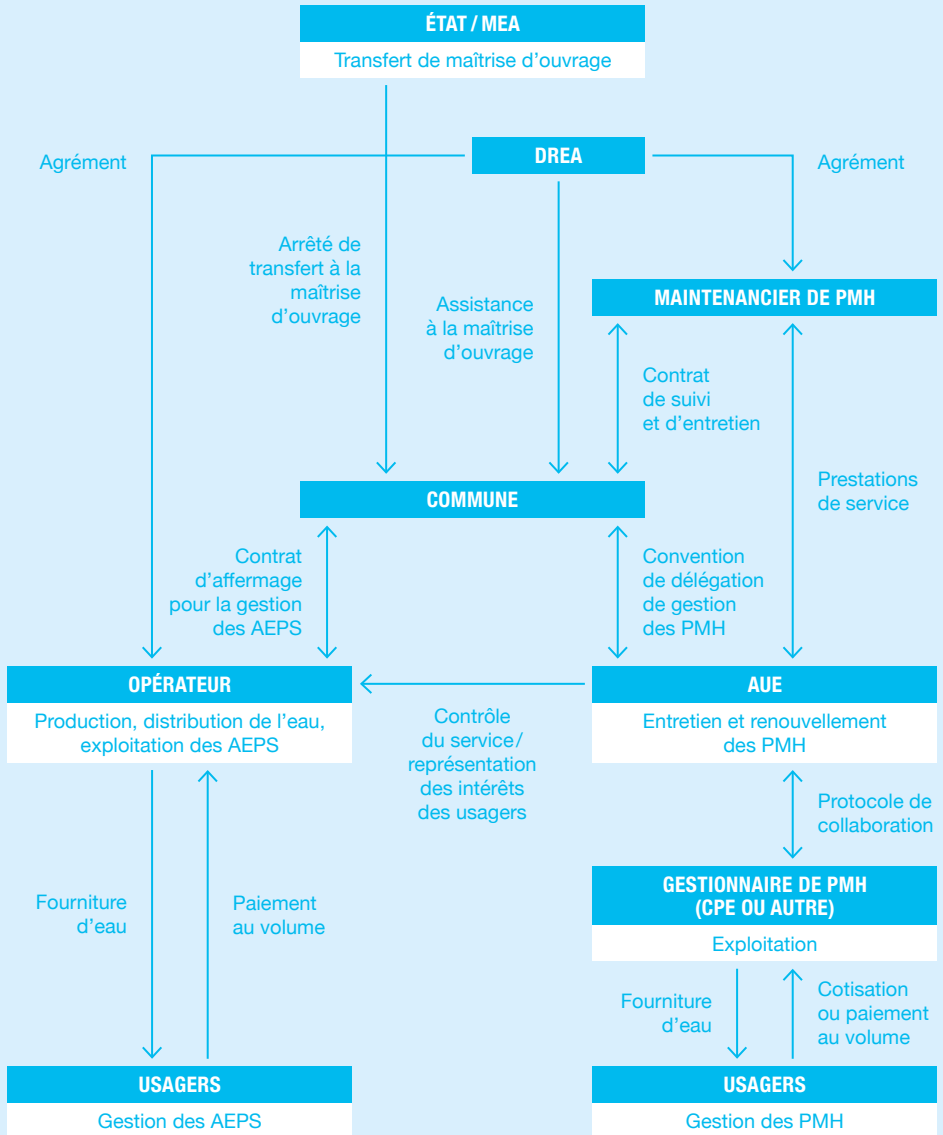 ÉTAT / MEA
Transfert de maîtrise d'ouvrage
DREA
Agrément
Agrément
Arrêté de
transfert à la
maîtrise
d'ouvrage
Assistance
à la maîtrise
d'ouvrage
MAINTENANCIER DE PMH
Contrat
de suivi
et d'entretien
Prestations
de service
COMMUNE
Contrat
d'affermage
pour la gestion
des AEPS
Convention
de délégation
de gestion
des PMH
OPÉRATEUR
Production, distribution de l'eau,
exploitation des AEPS
Contrôle
du service /
représentation
des intérêts
des usagers
AUE
Entretien et renouvellement
des PMH
Protocole de
collaboration
GESTIONNAIRE DE PMH
(CPE OU AUTRE)
Exploitation
Fourniture
d'eau
Paiement
au volume
Fourniture
d'eau
Cotisation
ou paiement
au volume
USAGERS
Gestion des AEPS
USAGERS
Gestion des PMH